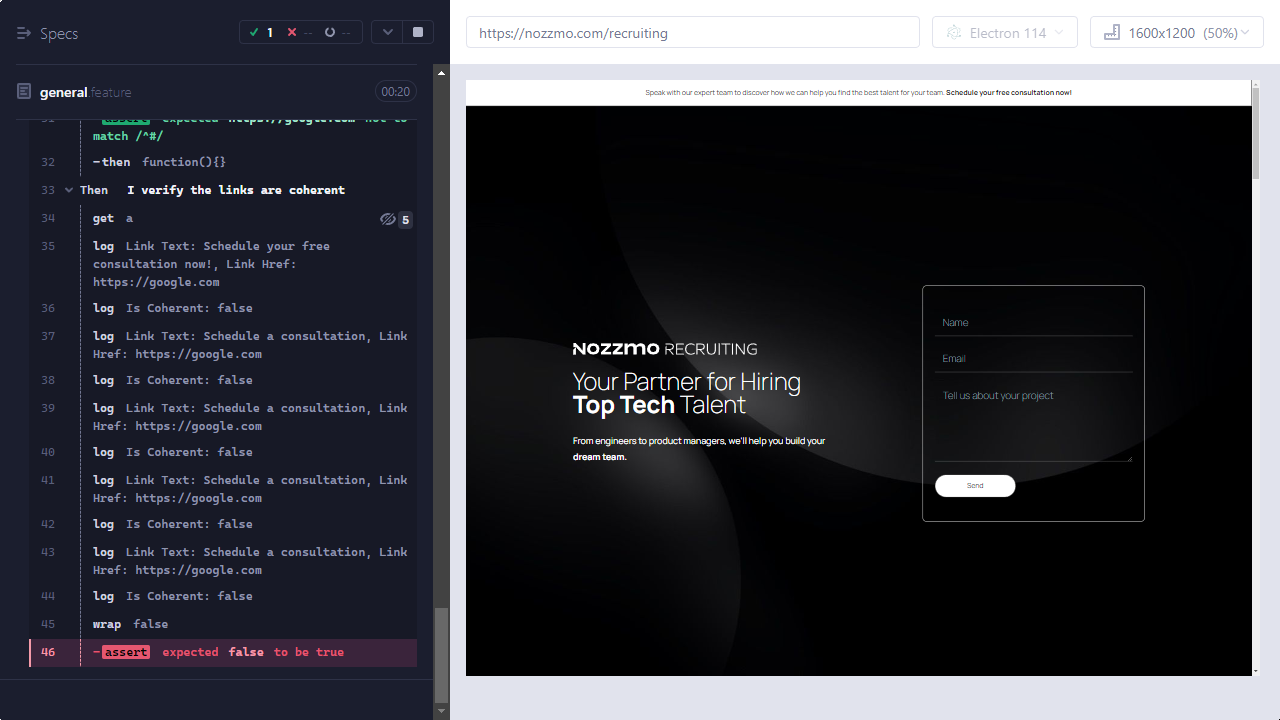 Specs
1
--
--
general.feature
00:20
31 -assert expected https://google.com not to
match /^#/
32 -then function(){}
33 Then I verify the links are coherent
34 get a 5
35 log Link Text: Schedule your free
consultation now!, Link Href:
https://google.com
36 log Is Coherent: false
37 log Link Text: Schedule a consultation, Link
Href: https://google.com
38 log Is Coherent: false
39 log Link Text: Schedule a consultation, Link
Href: https://google.com
40 log Is Coherent: false
41 log Link Text: Schedule a consultation, Link
Href: https://google.com
42 log Is Coherent: false
43 log Link Text: Schedule a consultation, Link
Href: https://google.com
44 log Is Coherent: false
45 wrap false
46 -assert expected false to be true
https://nozzmo.com/recruiting
Electron 114
1600x1200 (50%)
Speak with our expert team to discover how we can help you find the best talent for your team. Schedule your free consultation now!
Nozzmo RECRUITING
Your Partner for Hiring
Top Tech Talent
From engineers to product managers, we'll help you build your
dream team.
Name
Email
Tell us about your project
Send